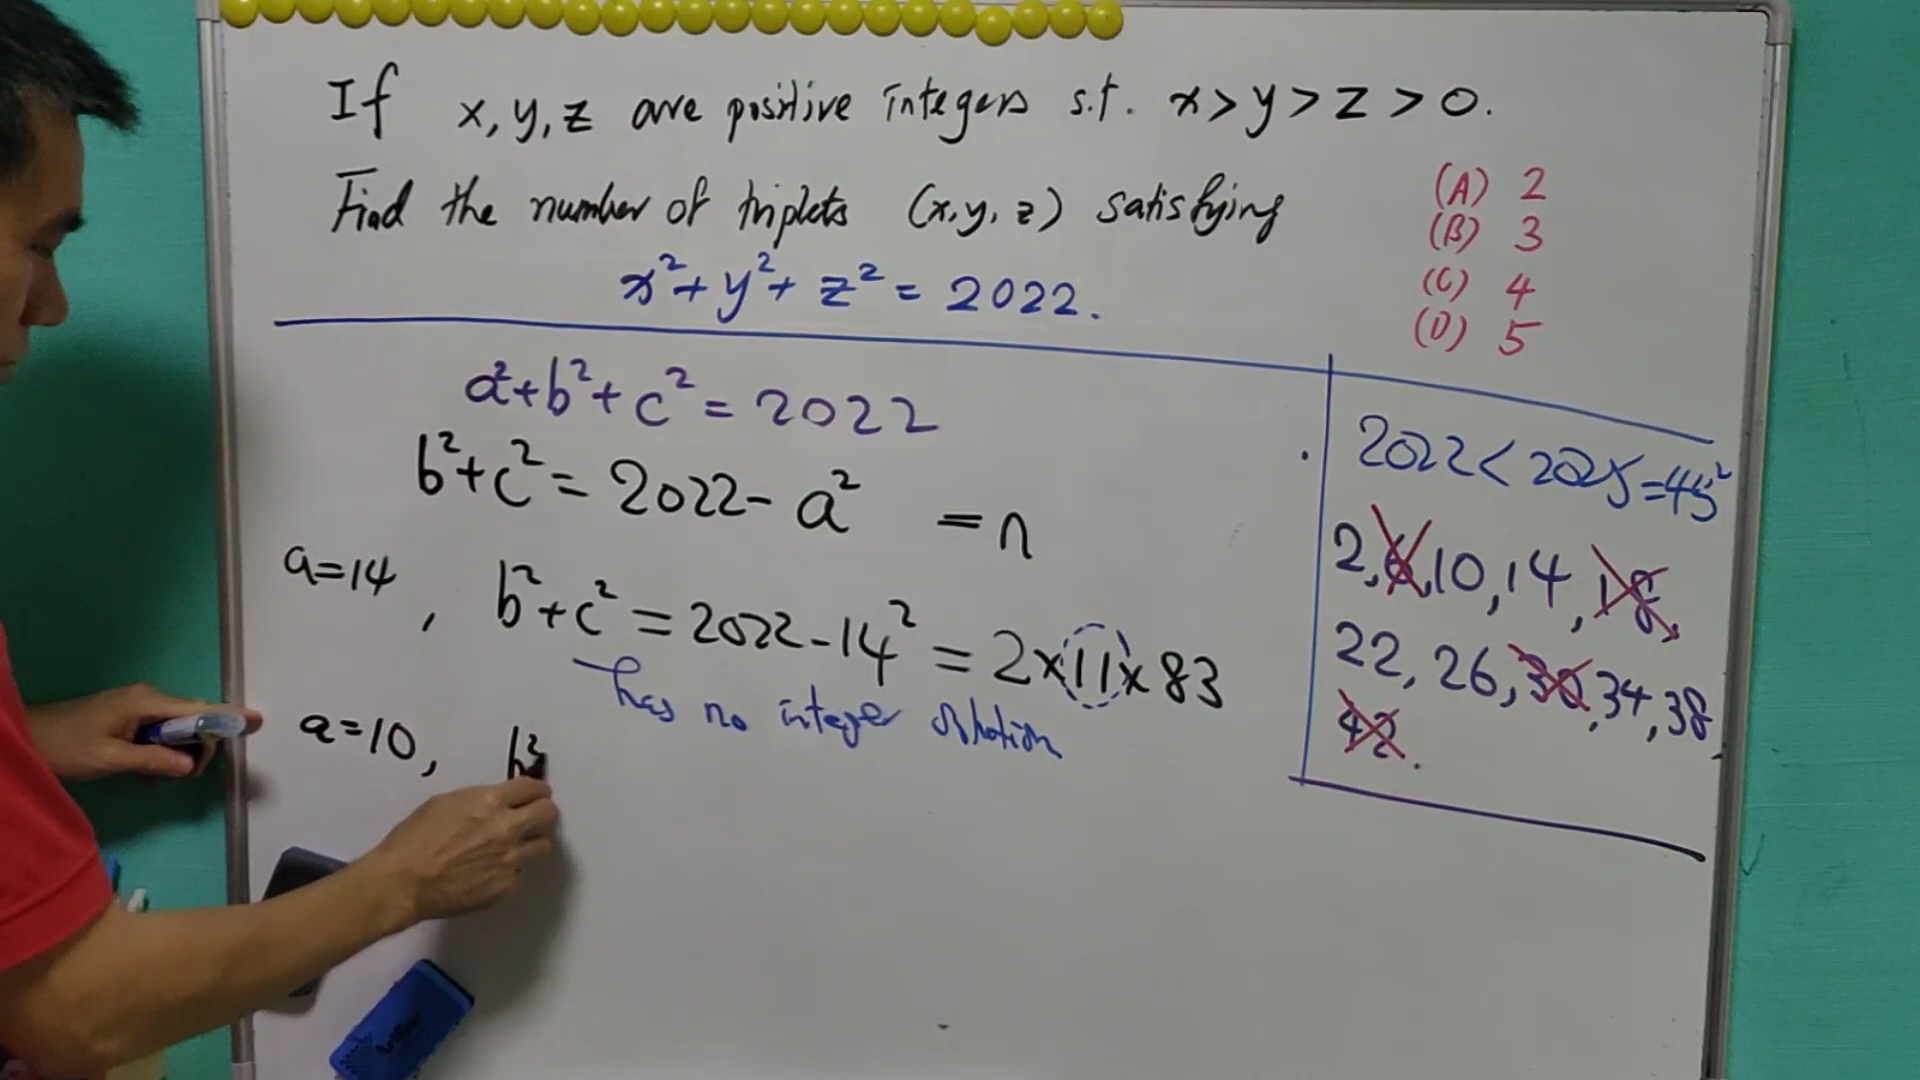 If x, y, z are positive integers s.t. x > y > z > 0.
Find the number of triplets (x, y, z) satisfying
x² + y² + z² = 2022.
(A) 2
(B) 3
(C) 4
(D) 5
a² + b² + c² = 2022
b² + c² = 2022 - a² = n
a = 14, b² + c² = 2022 - 14² = 2 x 11 x 83
has no integer solution
a = 10, b²
2022 < 2025 = 45²
2, 6, 10, 14, 18,
22, 26, 30, 34, 38,
42.